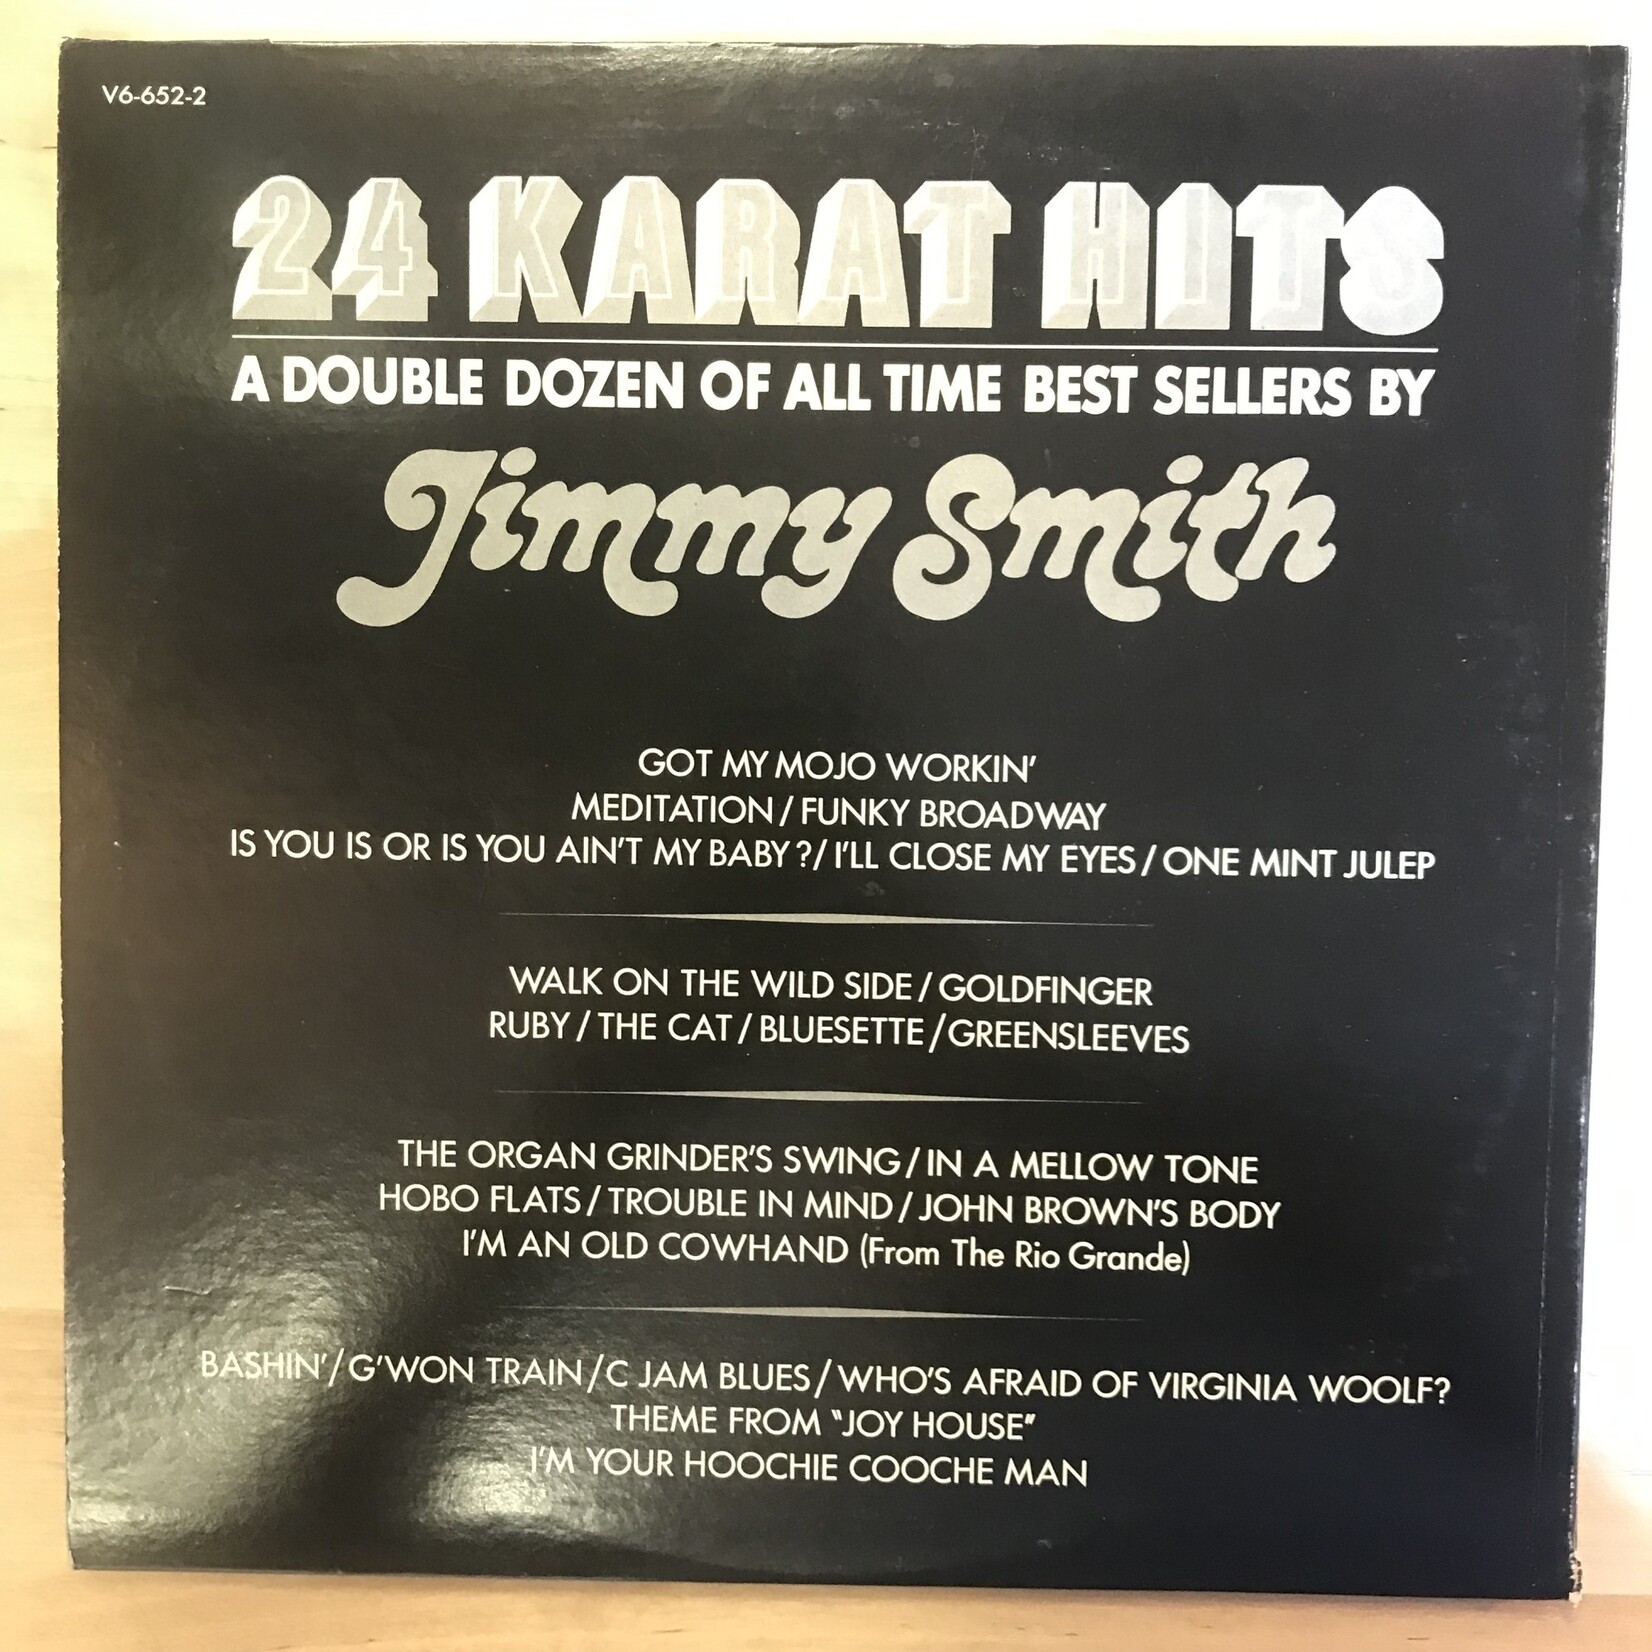 V6-652-2
24 KARAT HITS
A DOUBLE DOZEN OF ALL TIME BEST SELLERS BY
Jimmy Smith
GOT MY MOJO WORKIN'
MEDITATION / FUNKY BROADWAY
IS YOU IS OR IS YOU AIN'T MY BABY ?/ I'LL CLOSE MY EYES / ONE MINT JULEP
WALK ON THE WILD SIDE / GOLDFINGER
RUBY / THE CAT / BLUESETTE / GREENSLEEVES
THE ORGAN GRINDER'S SWING / IN A MELLOW TONE
HOBO FLATS / TROUBLE IN MIND / JOHN BROWN'S BODY
I'M AN OLD COWHAND (From The Rio Grande)
BASHIN' / G'WON TRAIN / C JAM BLUES / WHO'S AFRAID OF VIRGINIA WOOLF?
THEME FROM "JOY HOUSE"
I'M YOUR HOOCHIE COOCHE MAN